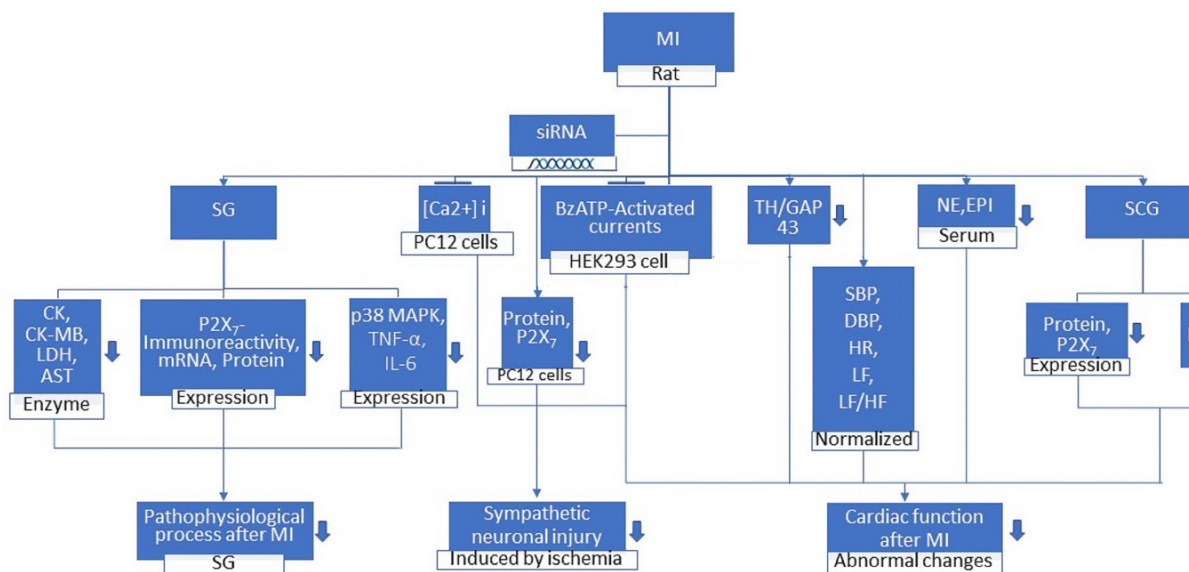 MI
Rat
siRNA
SG
[Ca2+] i
PC12 cells
BzATP-Activated
currents
HEK293 cell
TH/GAP
43
NE,EPI
Serum
SCG
CK,
CK-MB,
LDH,
AST
Enzyme
P2X₇-
Immunoreactivity,
mRNA, Protein
Expression
p38 MAPK,
TNF-α,
IL-6
Expression
Protein,
P2X₇
PC12 cells
SBP,
DBP,
HR,
LF,
LF/HF
Normalized
Protein,
P2X₇
Expression
Pathophysiological
process after MI
SG
Sympathetic
neuronal injury
Induced by ischemia
Cardiac function
after MI
Abnormal changes